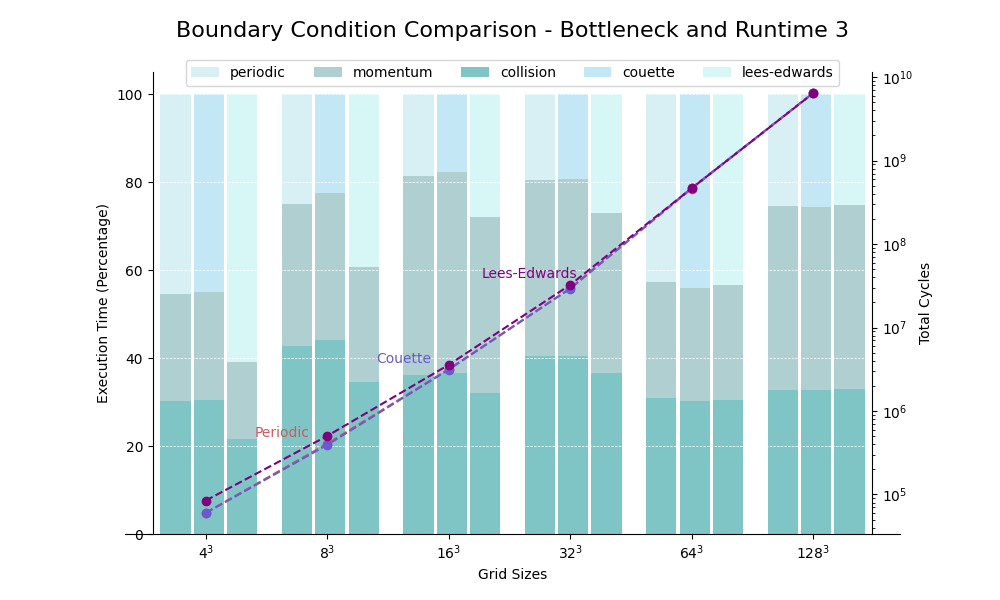 Boundary Condition Comparison - Bottleneck and Runtime 3
periodic momentum collision couette lees-edwards
100
80
60
40
20
0
Execution Time (Percentage)
10¹⁰
10⁹
10⁸
10⁷
10⁶
10⁵
Total Cycles
Lees-Edwards
Couette
Periodic
4³ 8³ 16³ 32³ 64³ 128³
Grid Sizes